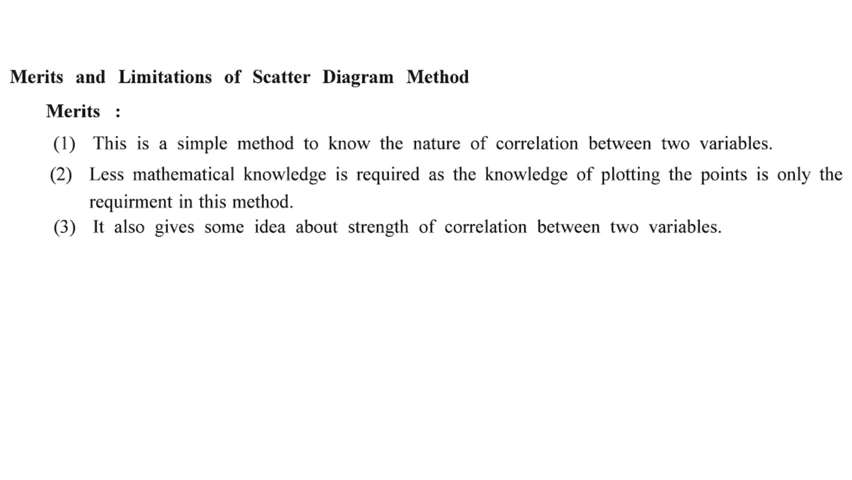 Merits and Limitations of Scatter Diagram Method
Merits :
(1) This is a simple method to know the nature of correlation between two variables.
(2) Less mathematical knowledge is required as the knowledge of plotting the points is only the
requirment in this method.
(3) It also gives some idea about strength of correlation between two variables.